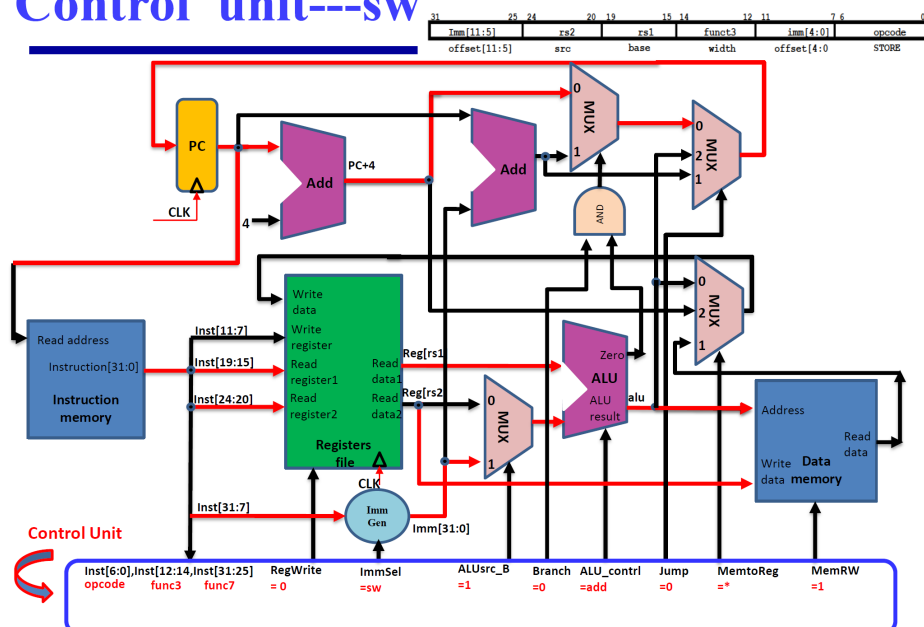 Control unit---sw
31 25 24 20 19 15 14 12 11 7 6 0
Imm[11:5] rs2 rs1 funct3 imm[4:0] opcode
offset[11:5] src base width offset[4:0 STORE
0
MUX
1
0
2
1
MUX
PC
CLK
4
Add
PC+4
Add
AND
Write
data
Write
register
Read
register1
Read
register2
Read
data1
Read
data2
Registers
file
CLK
Inst[11:7]
Inst[19:15]
Inst[24:20]
Inst[31:7]
Read address
Instruction[31:0]
Instruction
memory
Reg[rs1
Reg[rs2
0
MUX
1
Zero
ALU
ALU
result
alu
0
2
1
MUX
Address
Read
data
Write
data
Data
memory
Imm
Gen
Imm[31:0]
Control Unit
Inst[6:0],Inst[12:14,Inst[31:25] RegWrite ImmSel ALUsrc_B Branch ALU_contrl Jump MemtoReg MemRW
opcode func3 func7 = 0 =sw =1 =0 =add =0 =* =1